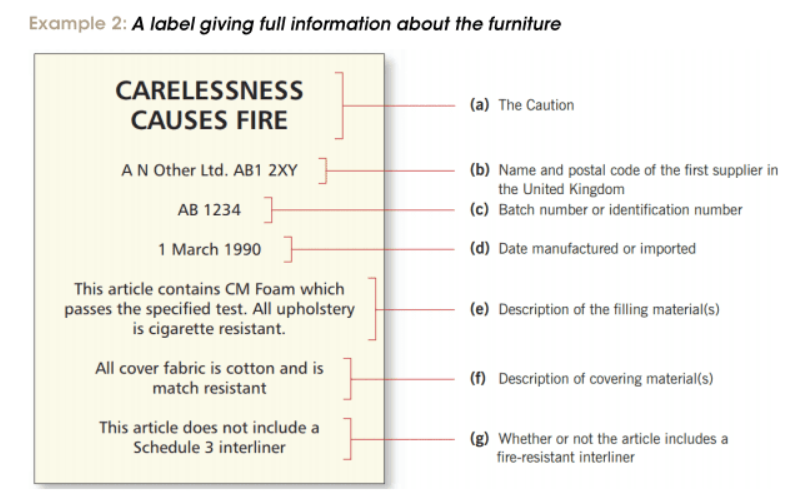 Example 2: A label giving full information about the furniture
CARELESSNESS
CAUSES FIRE
(a) The Caution
A N Other Ltd. AB1 2XY
(b) Name and postal code of the first supplier in
the United Kingdom
AB 1234
(c) Batch number or identification number
1 March 1990
(d) Date manufactured or imported
This article contains CM Foam which
passes the specified test. All upholstery
is cigarette resistant.
(e) Description of the filling material(s)
All cover fabric is cotton and is
match resistant
(f) Description of covering material(s)
This article does not include a
Schedule 3 interliner
(g) Whether or not the article includes a
fire-resistant interliner